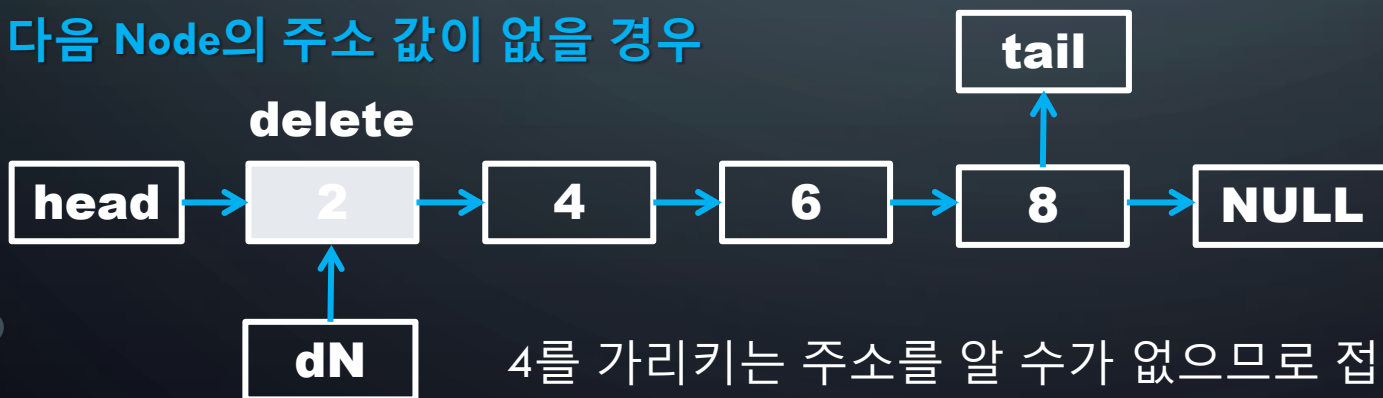 다음 Node의 주소 값이 없을 경우
tail
delete
head 2 4 6 8 NULL
dN
4를 가리키는 주소를 알 수가 없으므로 접